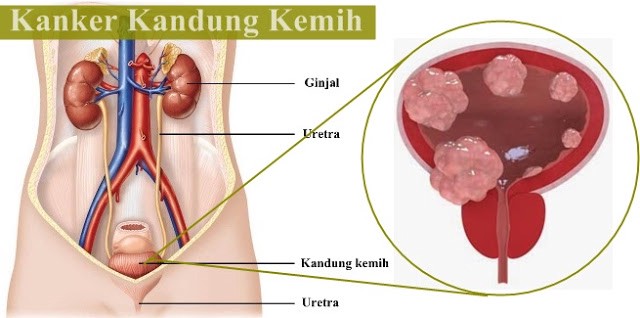 Kanker Kandung Kemih
Ginjal
Uretra
Kandung kemih
Uretra